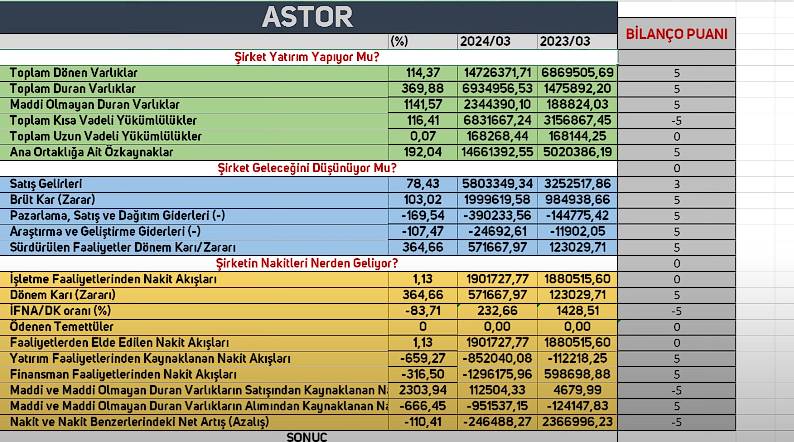 ASTOR
BİLANÇO PUANI
(%) 2024/03 2023/03
Şirket Yatırım Yapıyor Mu?
Toplam Dönen Varlıklar 114,37 14726371,71 6869505,69 5
Toplam Duran Varlıklar 369,88 6934956,53 1475892,20 5
Maddi Olmayan Duran Varlıklar 1141,57 2344390,10 188824,03 5
Toplam Kısa Vadeli Yükümlülükler 116,41 6831667,24 3156867,45 -5
Toplam Uzun Vadeli Yükümlülükler 0,07 168268,44 168144,25 0
Ana Ortaklığa Ait Özkaynaklar 192,04 14661392,55 5020386,19 5
Şirket Geleceğini Düşünüyor Mu? 0
Satış Gelirleri 78,43 5803349,34 3252517,86 3
Brüt Kar (Zarar) 103,02 1999619,58 984938,66 5
Pazarlama, Satış ve Dağıtım Giderleri (-) -169,54 -390233,56 -144775,42 5
Araştırma ve Geliştirme Giderleri (-) -107,47 -24692,61 -11902,05 5
Sürdürülen Faaliyetler Dönem Karı/Zararı 364,66 571667,97 123029,71 5
Şirketin Nakitleri Nerden Geliyor? 0
İşletme Faaliyetlerinden Nakit Akışları 1,13 1901727,77 1880515,60 0
Dönem Karı (Zararı) 364,66 571667,97 123029,71 5
İFNA/DK oranı (%) -83,71 232,66 1428,51 -5
Ödenen Temettüler 0 0,00 0,00 0
Faaliyetlerden Elde Edilen Nakit Akışları 1,13 1901727,77 1880515,60 0
Yatırım Faaliyetlerinden Kaynaklanan Nakit Akışları -659,27 -852040,08 -112218,25 5
Finansman Faaliyetlerinden Nakit Akışları -316,50 -1296175,96 598698,88 5
Maddi ve Maddi Olmayan Duran Varlıkların Satışından Kaynaklanan Na 2303,94 112504,33 4679,99 -5
Maddi ve Maddi Olmayan Duran Varlıkların Alımından Kaynaklanan Na -666,45 -951537,15 -124147,83 5
Nakit ve Nakit Benzerlerindeki Net Artış (Azalış) -110,41 -246488,27 2366996,23 -5
SONUÇ